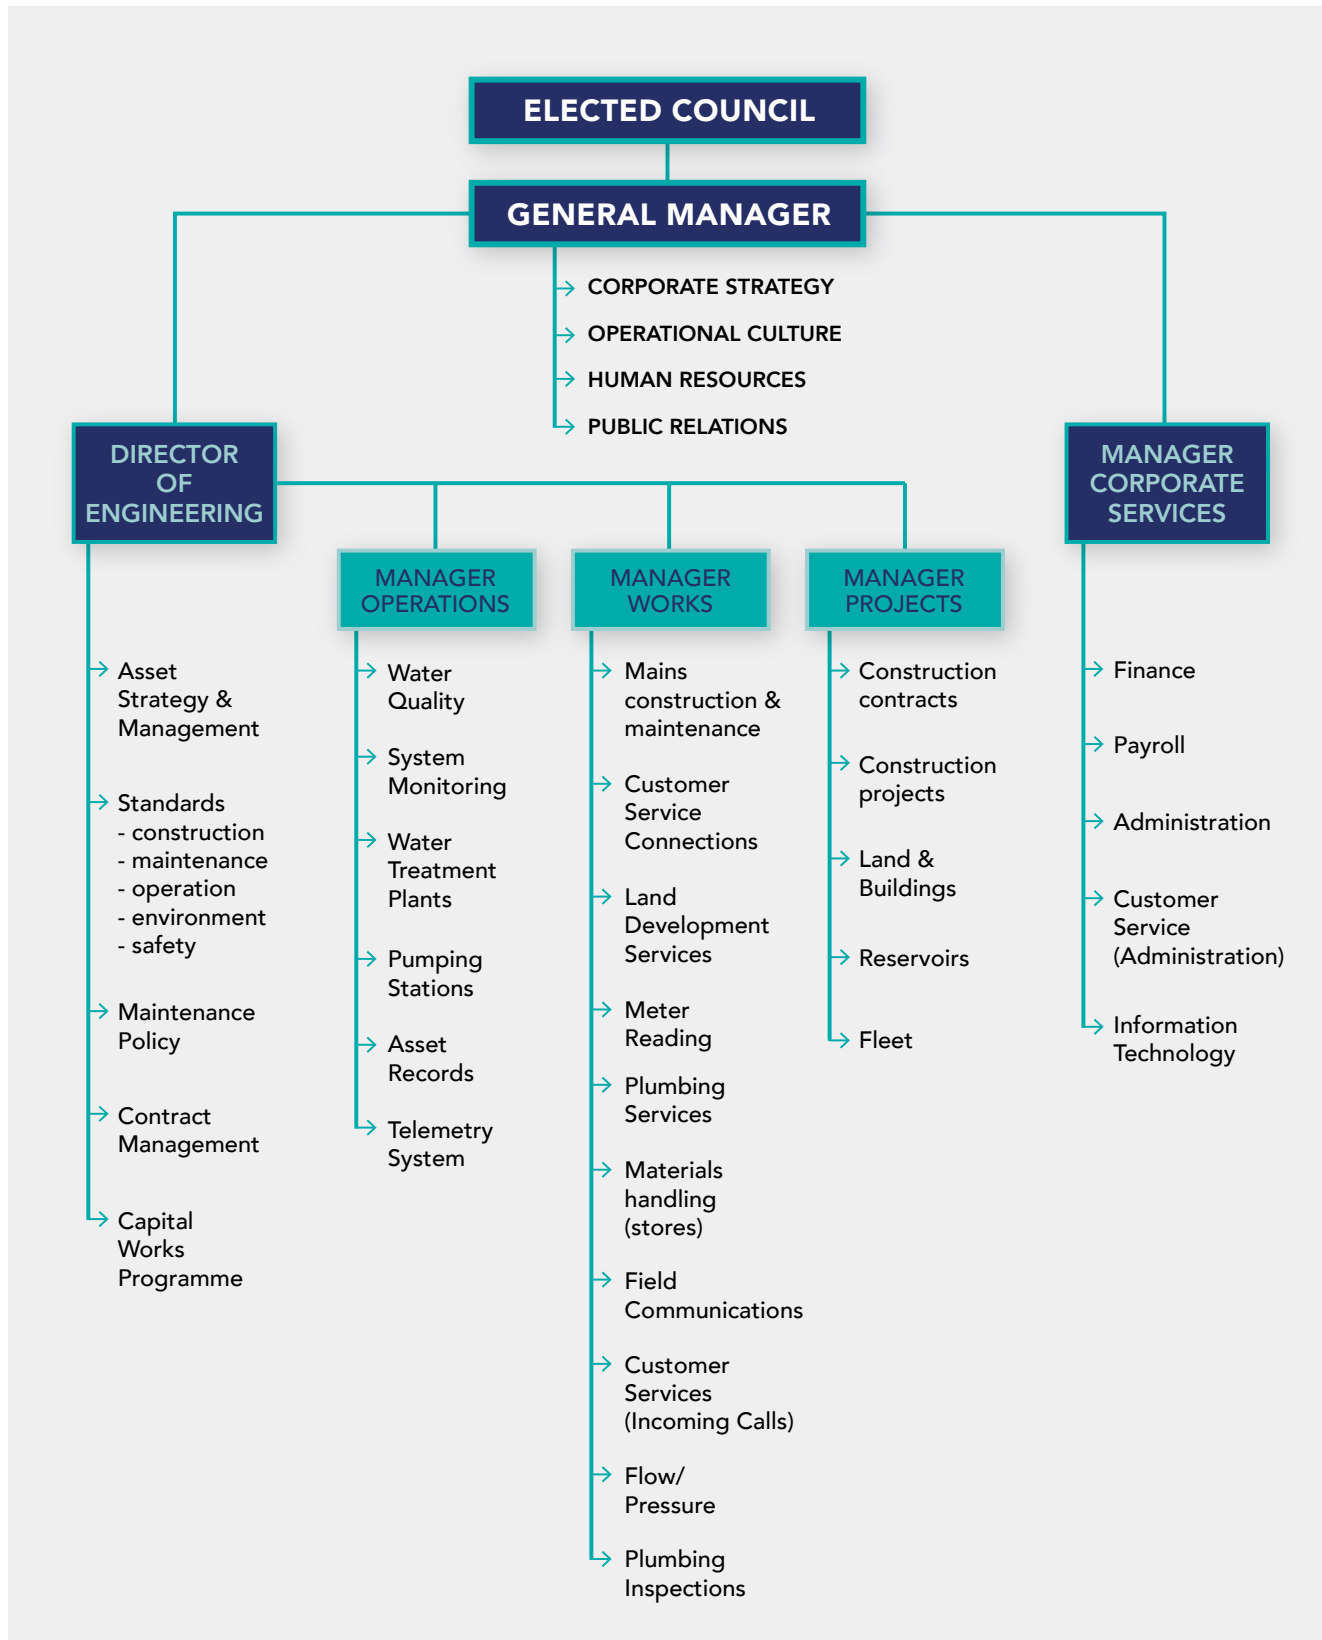 ELECTED COUNCIL
GENERAL MANAGER
CORPORATE STRATEGY
OPERATIONAL CULTURE
HUMAN RESOURCES
PUBLIC RELATIONS
DIRECTOR
OF
ENGINEERING
Asset
Strategy &
Management
Standards
- construction
- maintenance
- operation
- environment
- safety
Maintenance
Policy
Contract
Management
Capital
Works
Programme
MANAGER
OPERATIONS
Water
Quality
System
Monitoring
Water
Treatment
Plants
Pumping
Stations
Asset
Records
Telemetry
System
MANAGER
WORKS
Mains
construction &
maintenance
Customer
Service
Connections
Land
Development
Services
Meter
Reading
Plumbing
Services
Materials
handling
(stores)
Field
Communications
Customer
Services
(Incoming Calls)
Flow/
Pressure
Plumbing
Inspections
MANAGER
PROJECTS
Construction
contracts
Construction
projects
Land &
Buildings
Reservoirs
Fleet
MANAGER
CORPORATE
SERVICES
Finance
Payroll
Administration
Customer
Service
(Administration)
Information
Technology